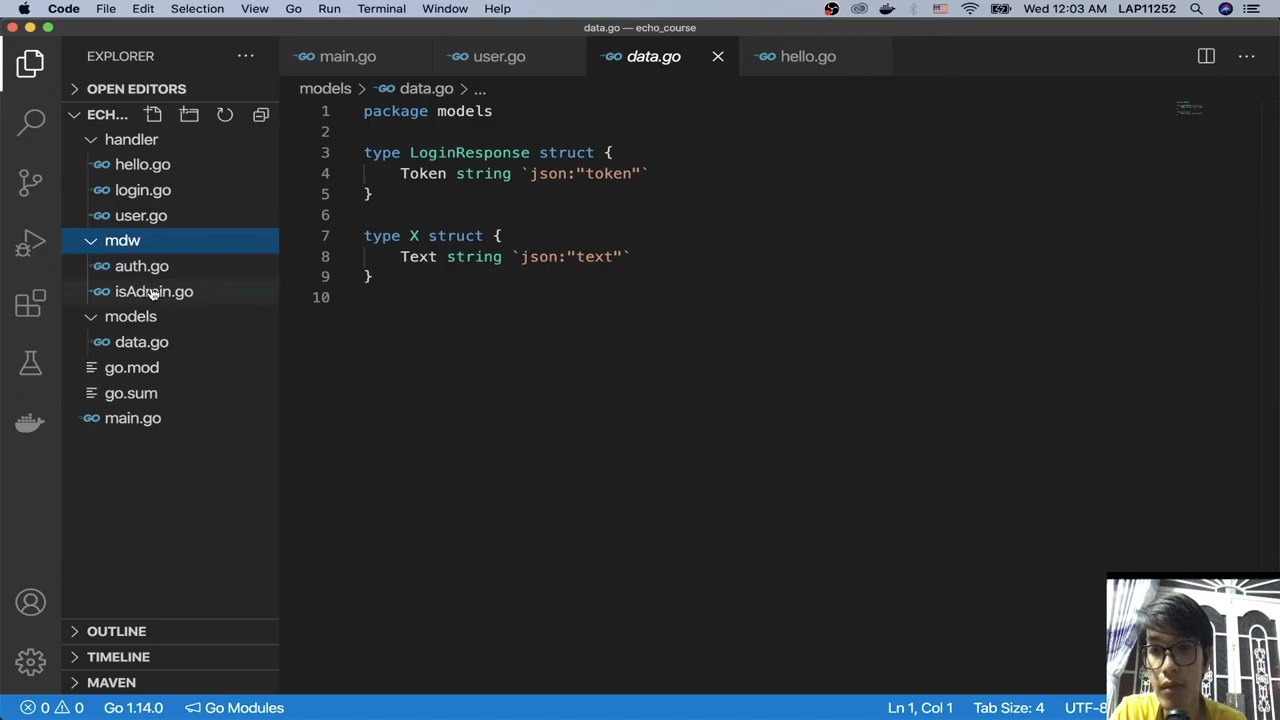 Code File Edit Selection View Go Run Terminal Window Help Wed 12:03 AM LAP11252
data.go — echo_course
EXPLORER
main.go user.go data.go hello.go
OPEN EDITORS
models data.go ...
ECH...
handler
hello.go
login.go
user.go
mdw
auth.go
isAdmin.go
models
data.go
go.mod
go.sum
main.go
OUTLINE
TIMELINE
MAVEN
1 package models
2
3 type LoginResponse struct {
4 Token string `json:"token"`
5 }
6
7 type X struct {
8 Text string `json:"text"`
9 }
10
0 0 Go 1.14.0 Go Modules Ln 1, Col 1 Tab Size: 4 UTF-8